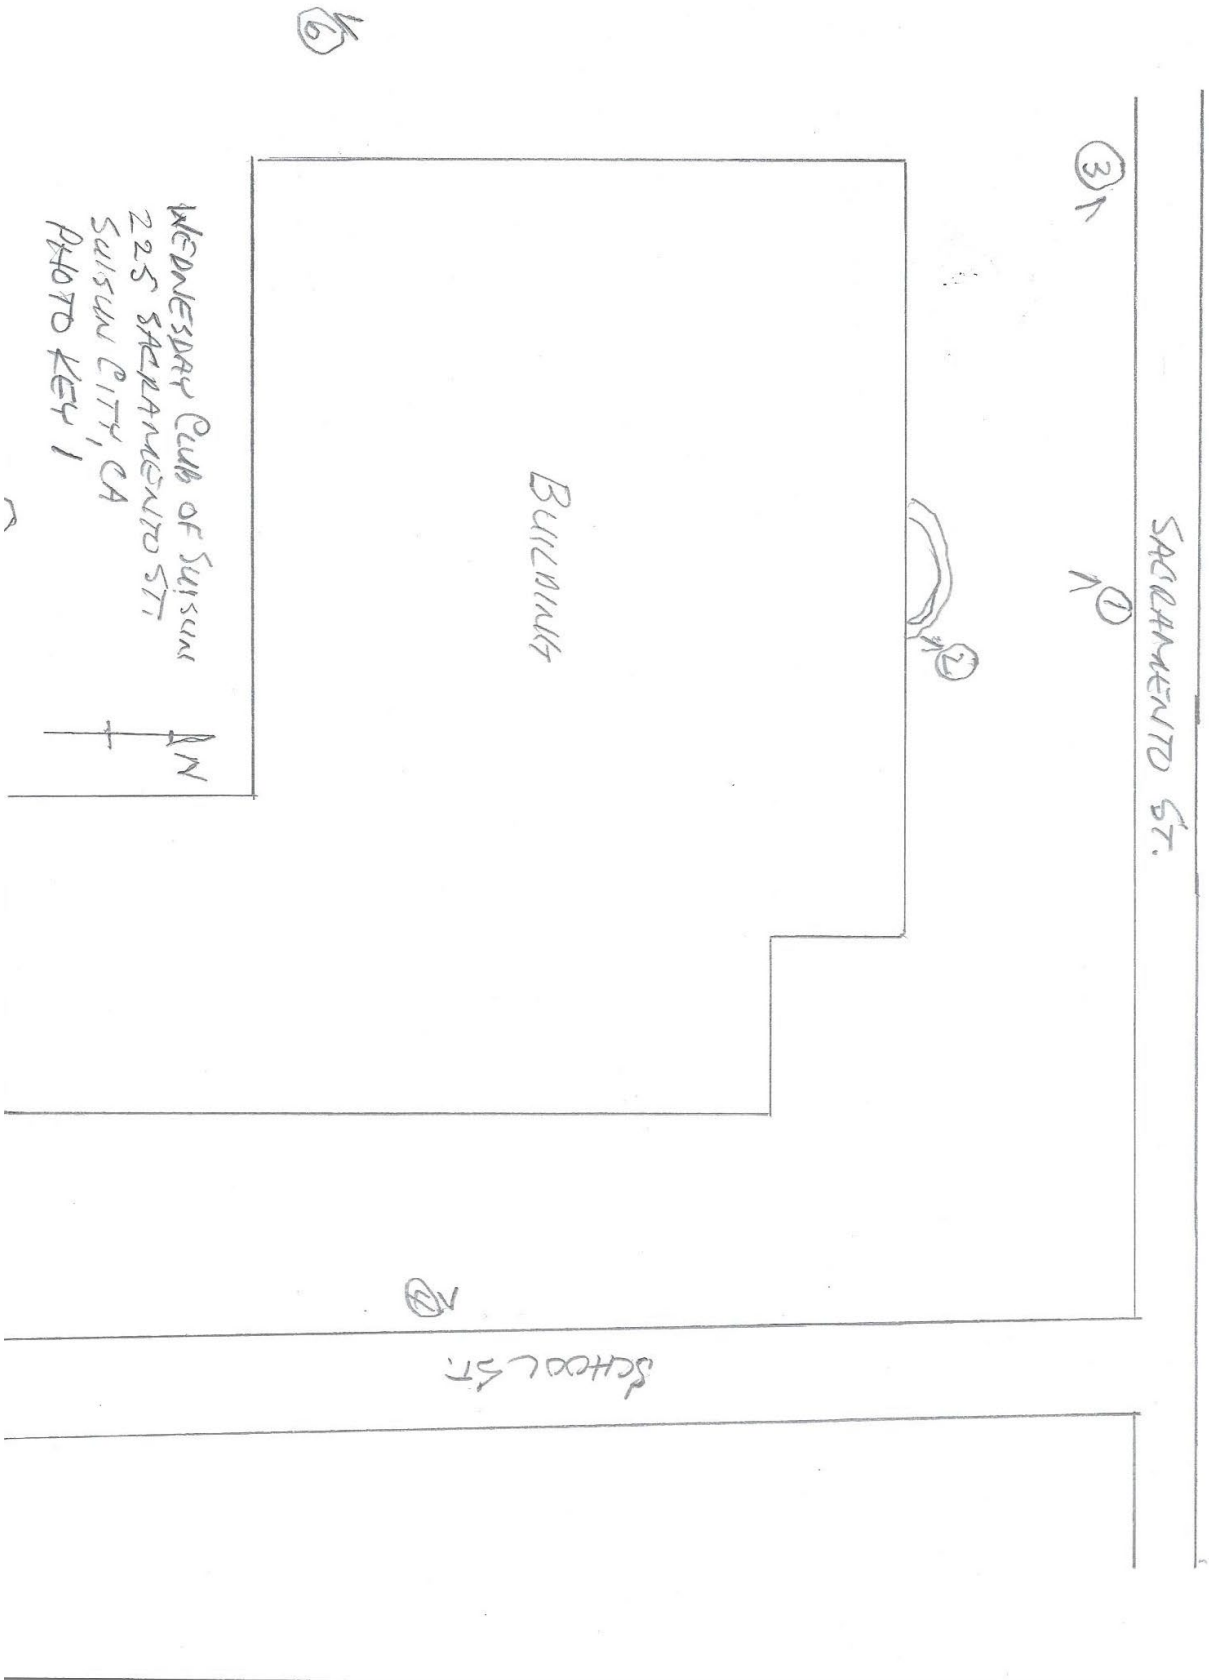 SACRAMENTO ST.
3
1
2
BUILDING
6
4
SCHOOL ST.
WEDNESDAY CLUB OF SUISUN
225 SACRAMENTO ST.
SUISUN CITY, CA
PHOTO KEY 1
N